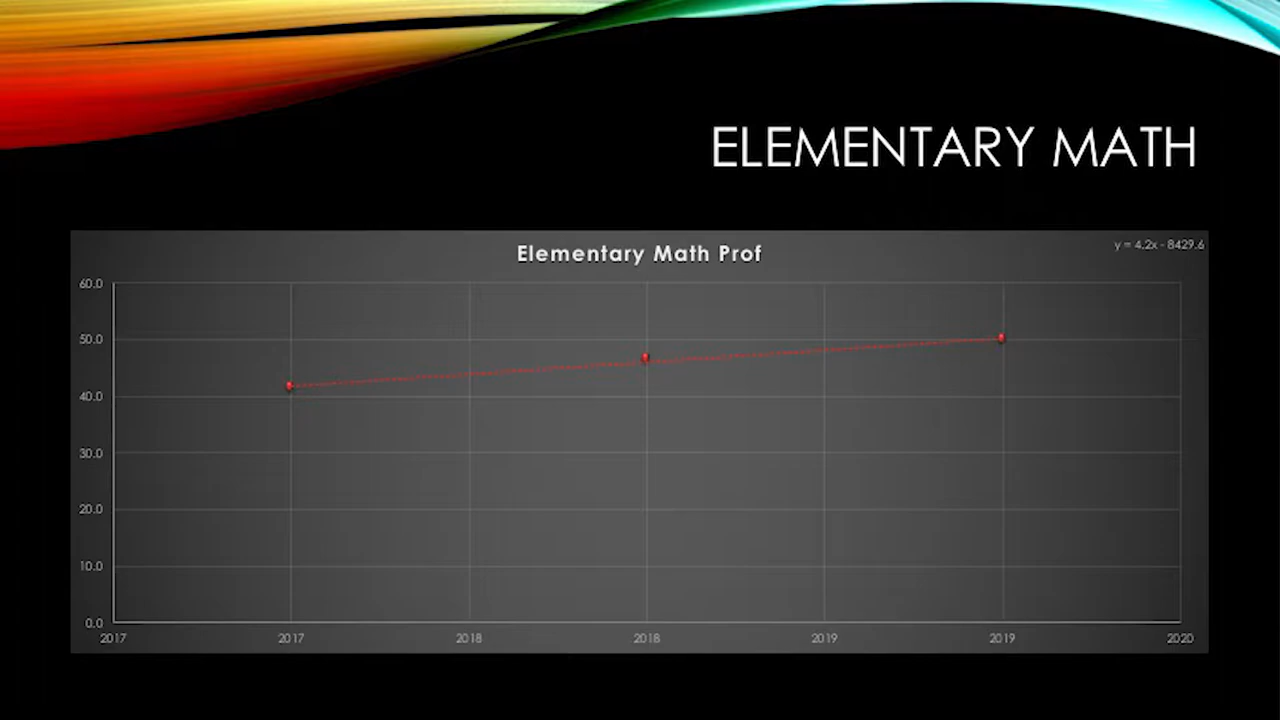 ELEMENTARY MATH
Elementary Math Prof
y = 4.2x - 8429.6
60.0
50.0
40.0
30.0
20.0
10.0
0.0
2017 2017 2018 2018 2019 2019 2020